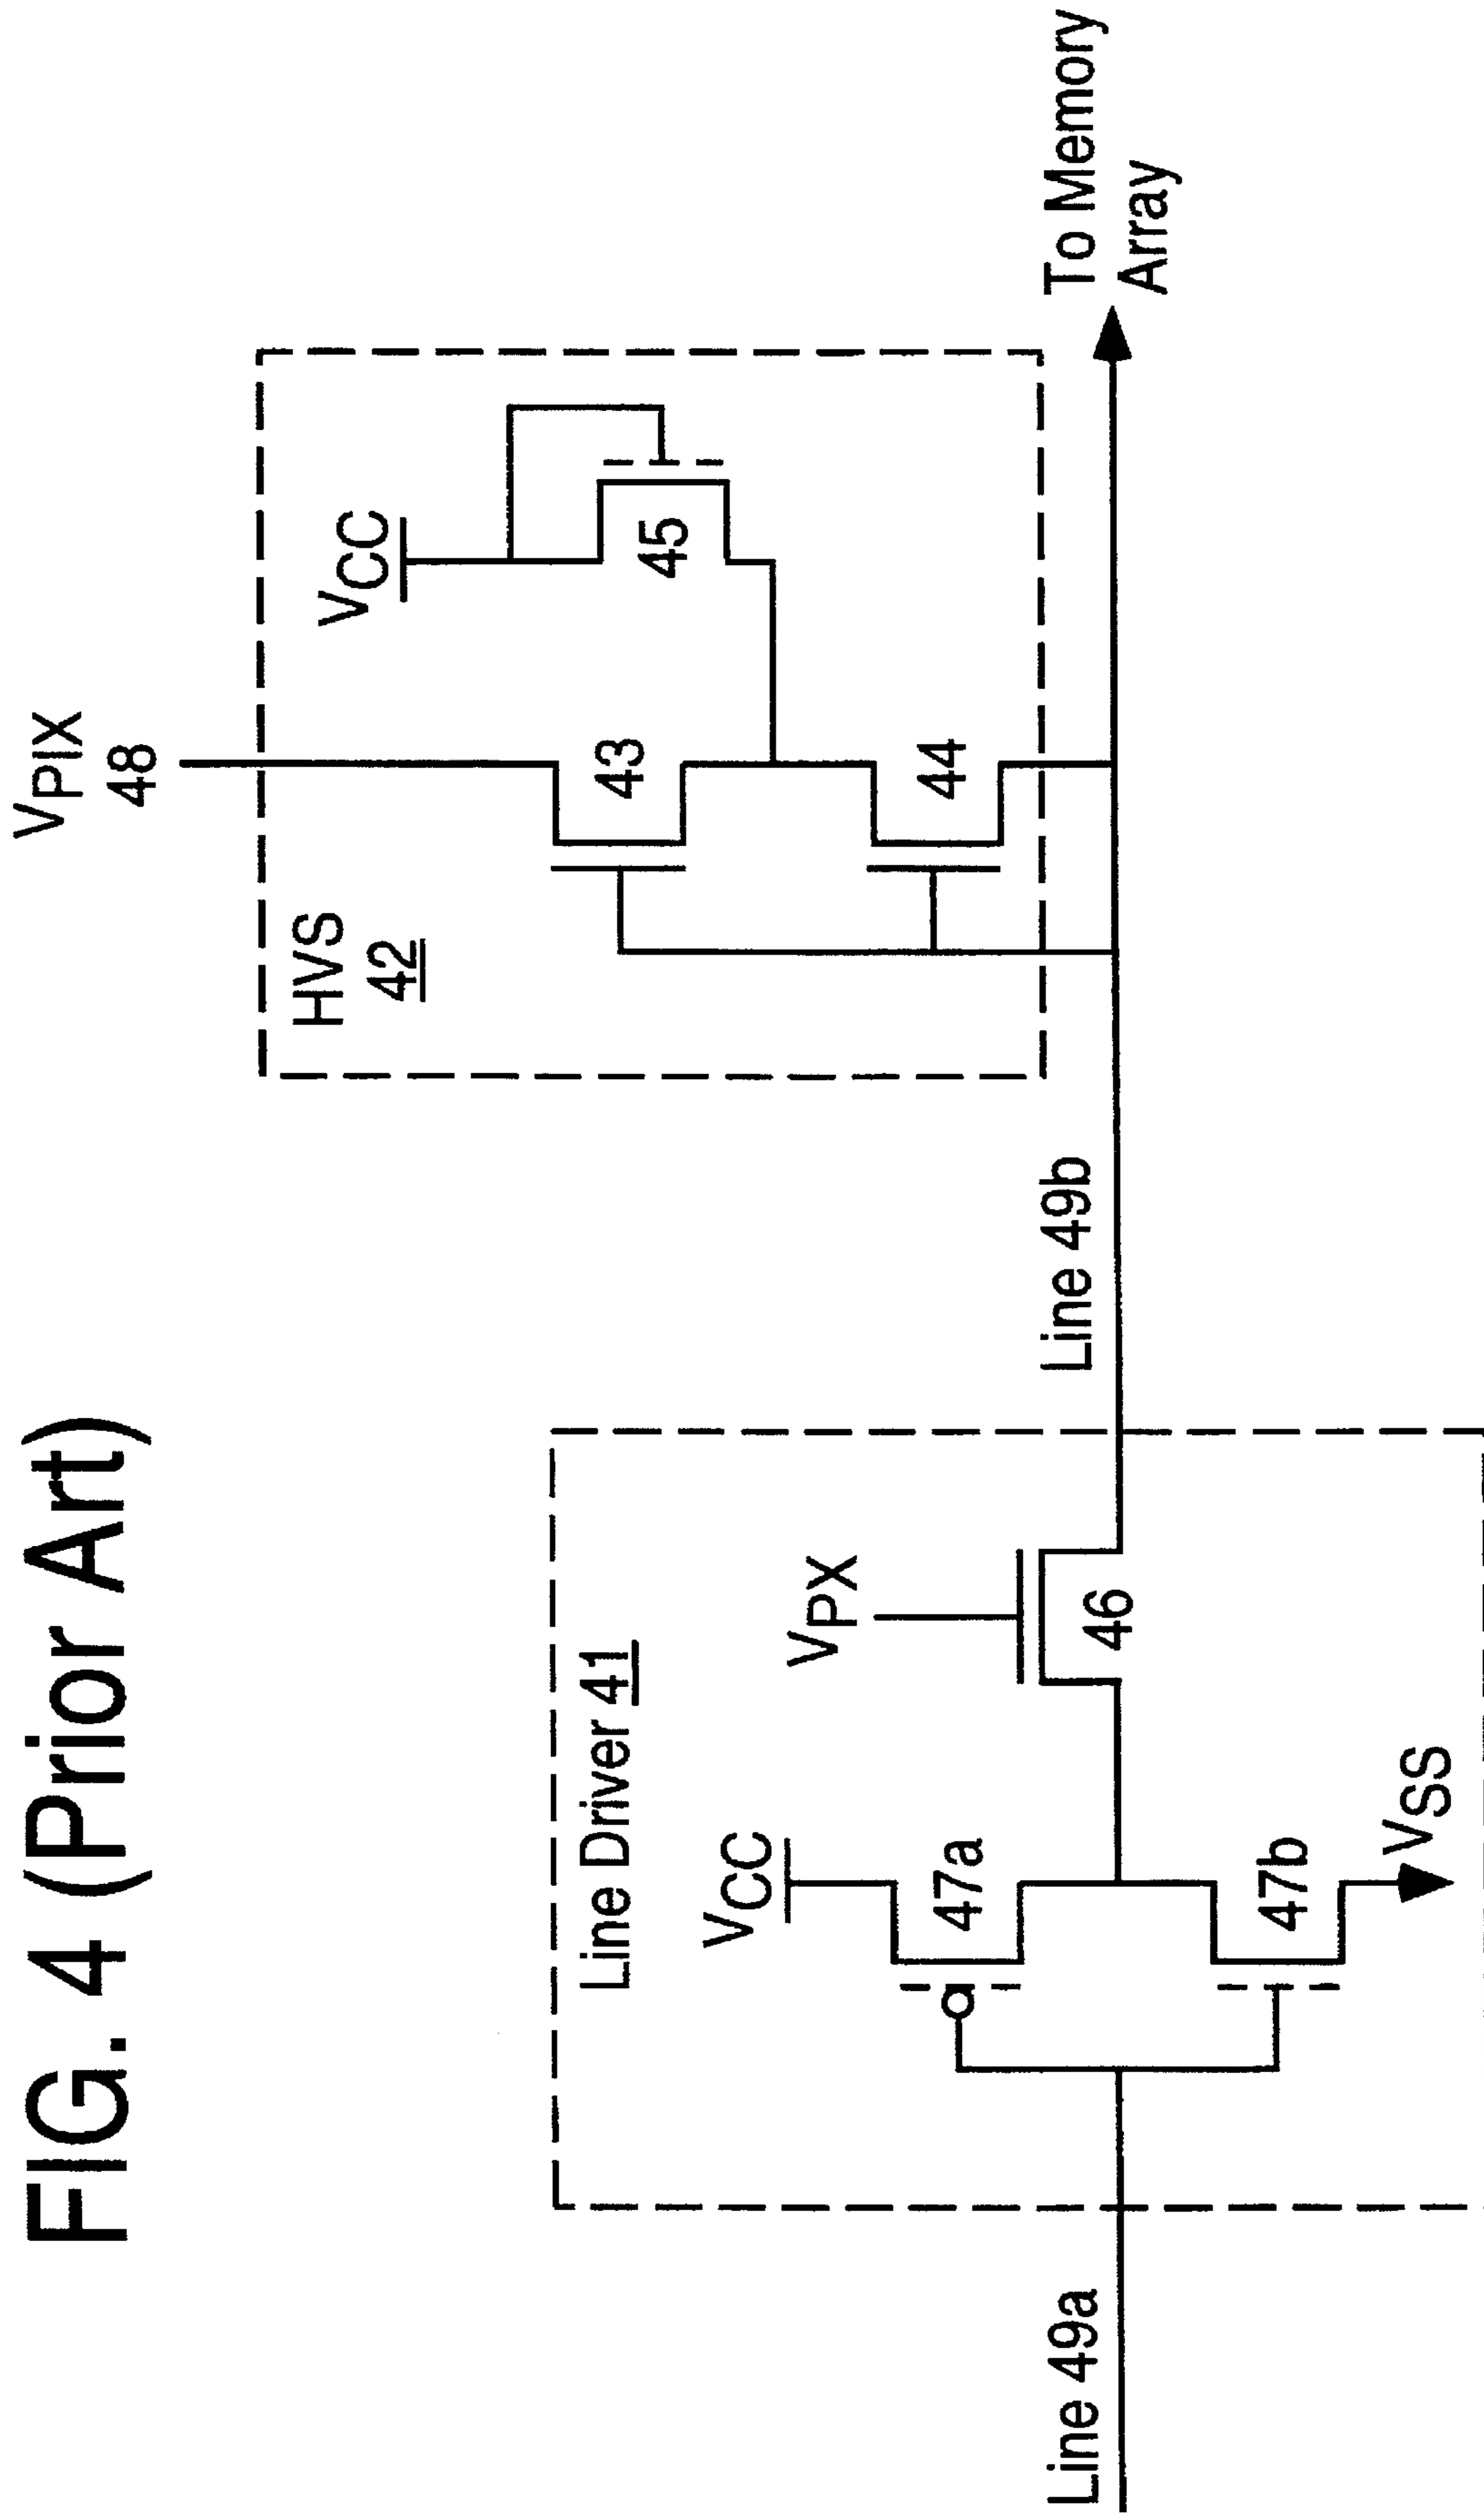 FIG. 4 (Prior Art)
VPIX
48
HVS
42
VCC
43
45
44
To Memory
Array
Line 49b
Line Driver 41
VCC
VPX
47a
46
47b
VSS
Line 49a